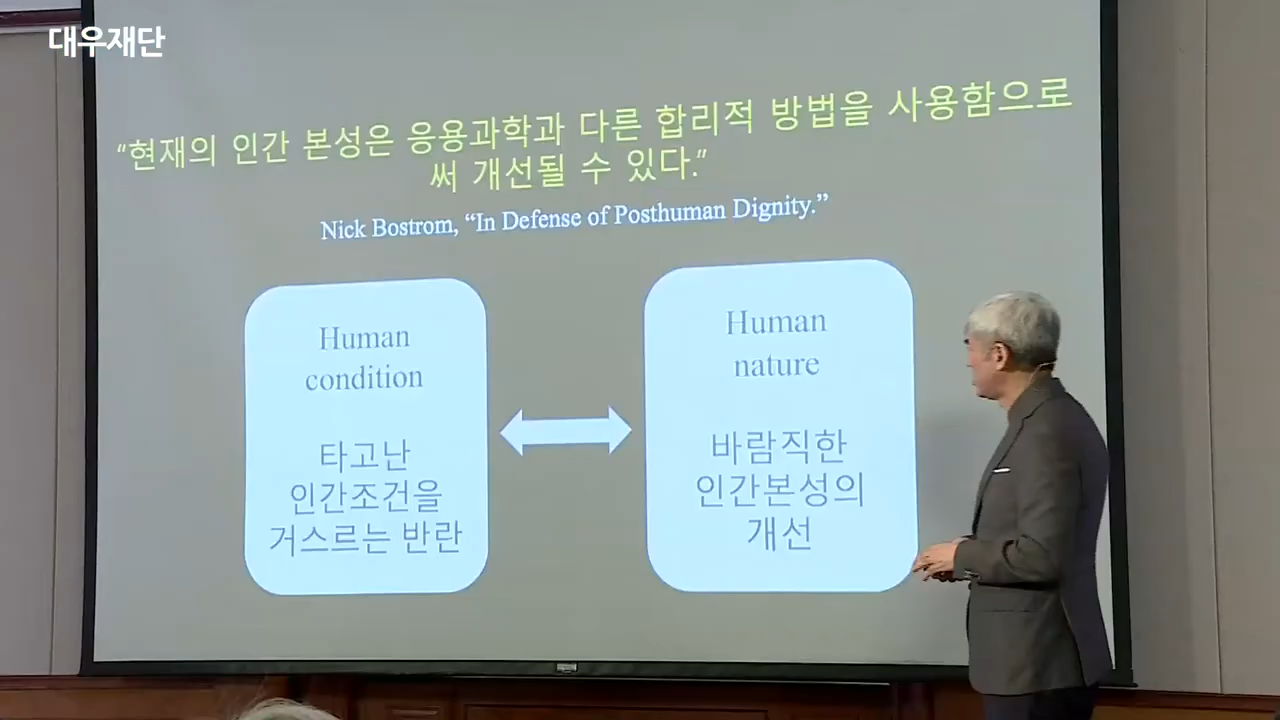 대우재단
“현재의 인간 본성은 응용과학과 다른 합리적 방법을 사용함으로
써 개선될 수 있다.”
Nick Bostrom, “In Defense of Posthuman Dignity.”
Human
condition
타고난
인간조건을
거스르는 반란
Human
nature
바람직한
인간본성의
개선